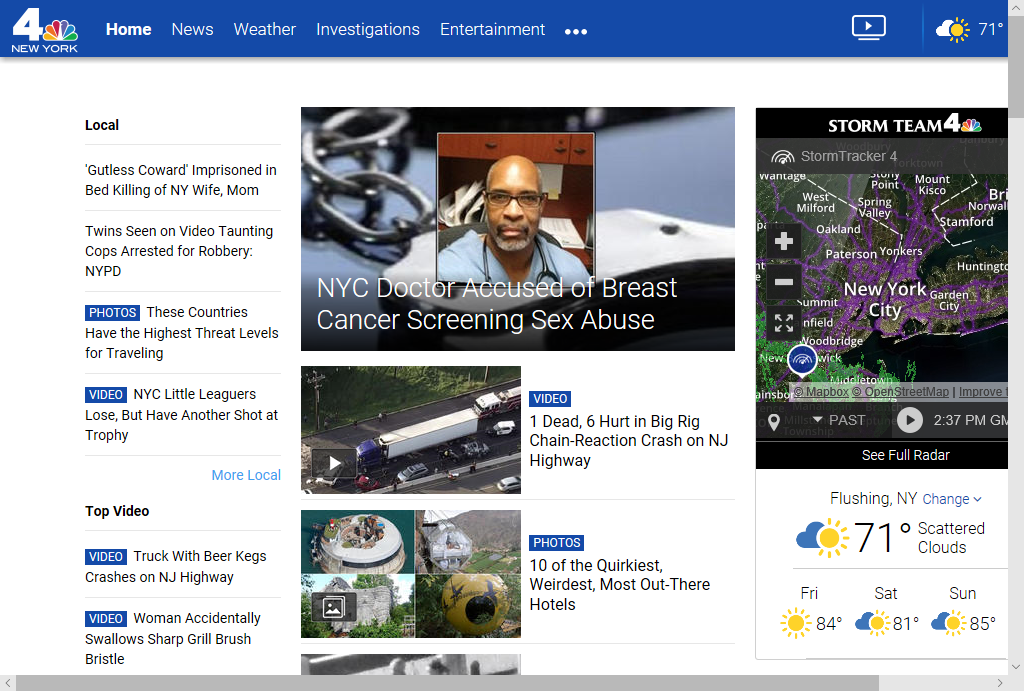 4
NEW YORK
Home News Weather Investigations Entertainment •••
71°
Local
'Gutless Coward' Imprisoned in
Bed Killing of NY Wife, Mom
Twins Seen on Video Taunting
Cops Arrested for Robbery:
NYPD
PHOTOS These Countries
Have the Highest Threat Levels
for Traveling
VIDEO NYC Little Leaguers
Lose, But Have Another Shot at
Trophy
More Local
Top Video
VIDEO Truck With Beer Kegs
Crashes on NJ Highway
VIDEO Woman Accidentally
Swallows Sharp Grill Brush
Bristle
NYC Doctor Accused of Breast
Cancer Screening Sex Abuse
VIDEO
1 Dead, 6 Hurt in Big Rig
Chain-Reaction Crash on NJ
Highway
PHOTOS
10 of the Quirkiest,
Weirdest, Most Out-There
Hotels
STORM TEAM 4
StormTracker 4
Wantage
Stony
Point
Mount
Kisco
West
Milford
Spring
Valley
Stamford
Oakland
Paterson
Yonkers
New York
City
Garden
City
Woodbridge
Middletown
© Mapbox © OpenStreetMap | Improve
PAST
2:37 PM
See Full Radar
Flushing, NY Change
71° Scattered
Clouds
Fri Sat Sun
84° 81° 85°